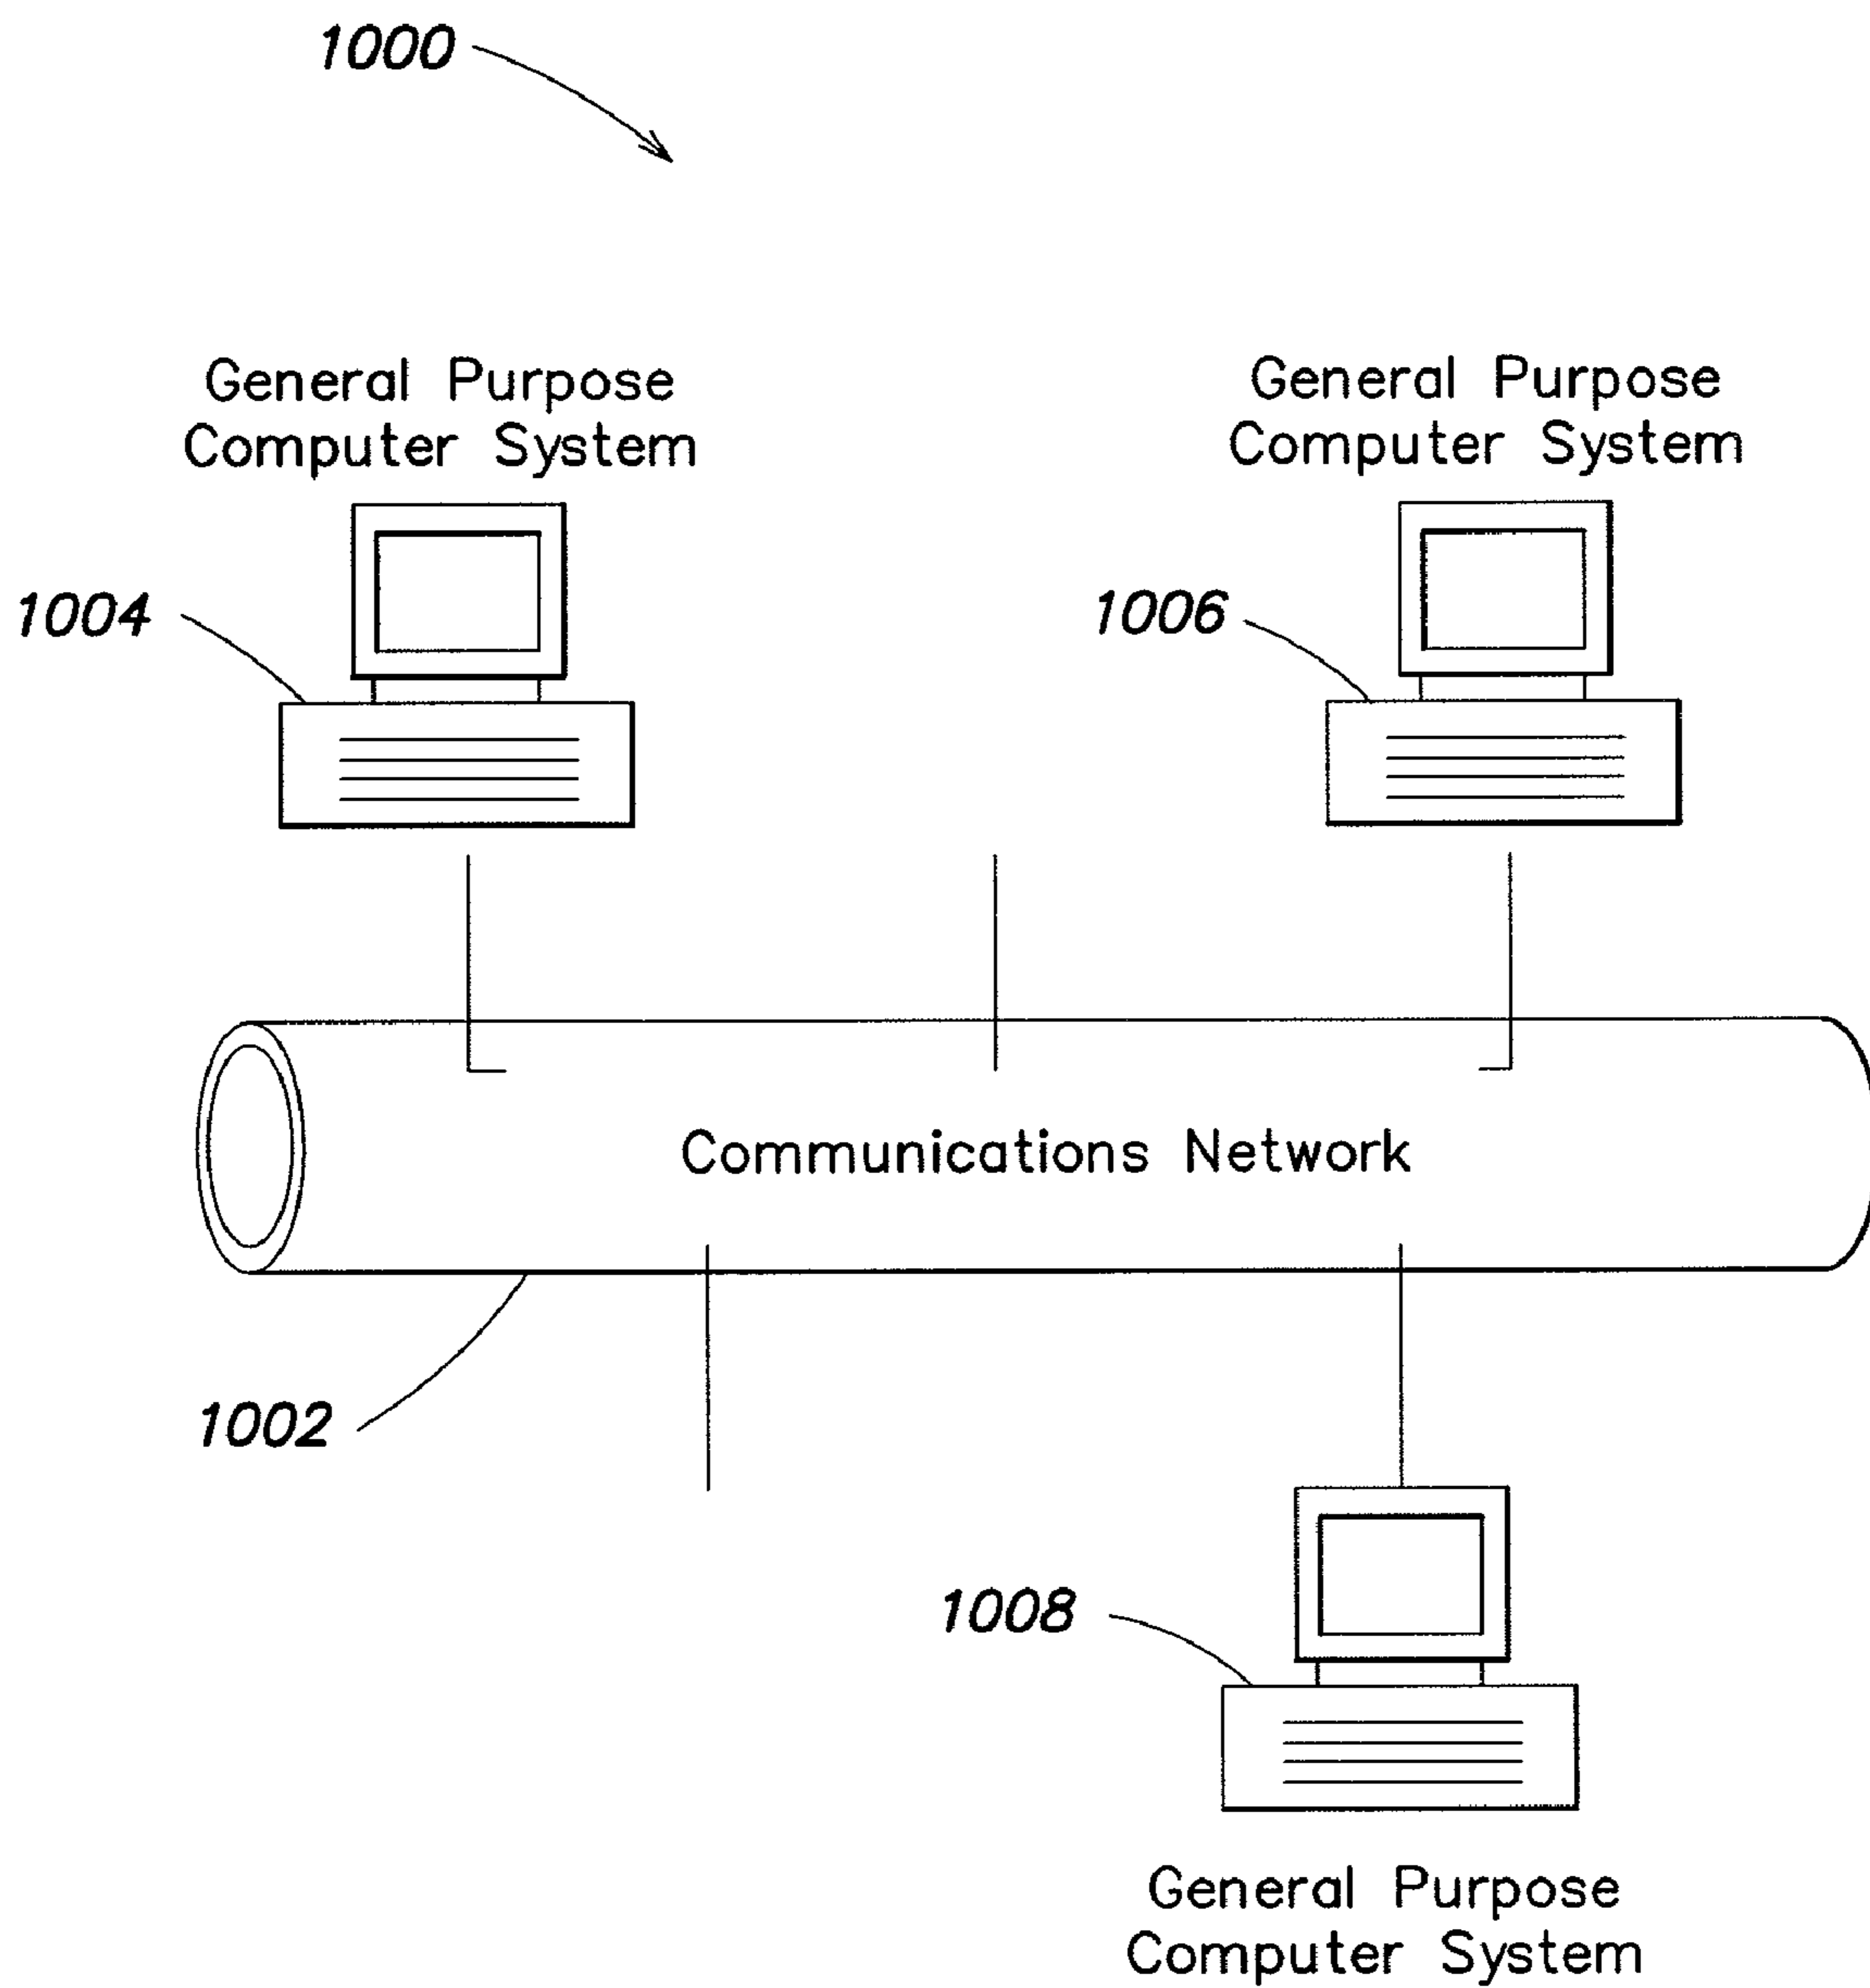 1000
General Purpose
Computer System
General Purpose
Computer System
1004
1006
Communications Network
1002
1008
General Purpose
Computer System